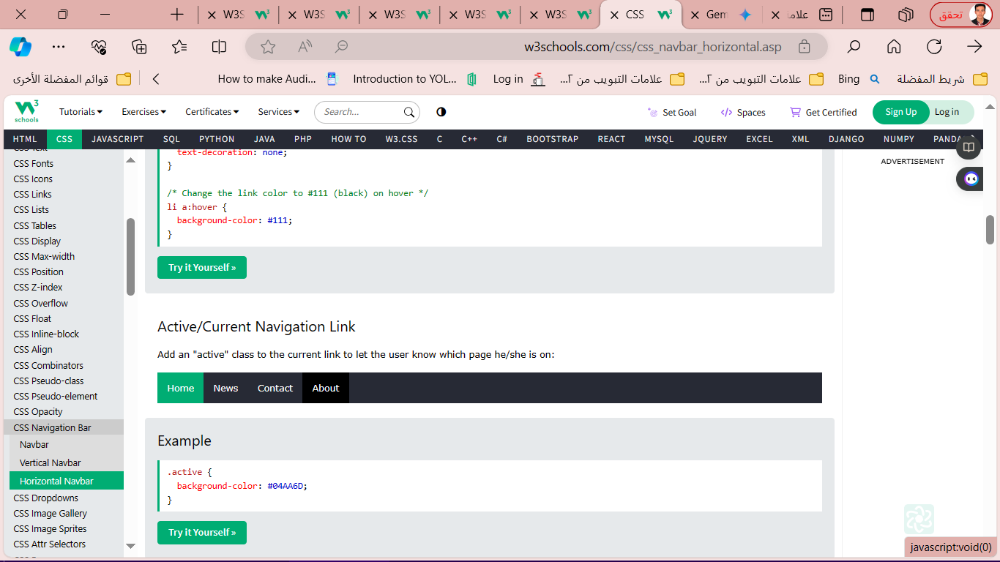 W3S
W3S
W3S
W3S
W3S
CSS
Gem
علاما
تحقق
w3schools.com/css/css_navbar_horizontal.asp
قوائم المفضلة الأخرى
How to make Audi...
Introduction to YOL...
Log in
علامات التبويب من ٢...
علامات التبويب من ٢...
Bing
شريط المفضلة
W3 schools
Tutorials
Exercises
Certificates
Services
Search...
Set Goal
Spaces
Get Certified
Sign Up
Log in
HTML CSS JAVASCRIPT SQL PYTHON JAVA PHP HOW TO W3.CSS C C++ C# BOOTSTRAP REACT MYSQL JQUERY EXCEL XML DJANGO NUMPY PANDA
CSS Text
CSS Fonts
CSS Icons
CSS Links
CSS Lists
CSS Tables
CSS Display
CSS Max-width
CSS Position
CSS Z-index
CSS Overflow
CSS Float
CSS Inline-block
CSS Align
CSS Combinators
CSS Pseudo-class
CSS Pseudo-element
CSS Opacity
CSS Navigation Bar
Navbar
Vertical Navbar
Horizontal Navbar
CSS Dropdowns
CSS Image Gallery
CSS Image Sprites
CSS Attr Selectors
text-decoration: none;
}
/* Change the link color to #111 (black) on hover */
li a:hover {
background-color: #111;
}
Try it Yourself »
Active/Current Navigation Link
Add an "active" class to the current link to let the user know which page he/she is on:
Home News Contact About
Example
.active {
background-color: #04AA6D;
}
Try it Yourself »
ADVERTISEMENT
javascript:void(0)